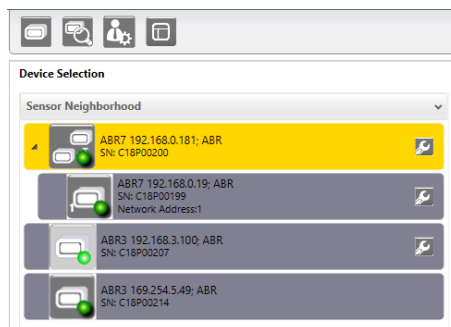 Device Selection
Sensor Neighborhood
ABR7 192.168.0.181; ABR
SN: C18P00200
ABR7 192.168.0.19; ABR
SN: C18P00199
Network Address:1
ABR3 192.168.3.100; ABR
SN: C18P00207
ABR3 169.254.5.49; ABR
SN: C18P00214